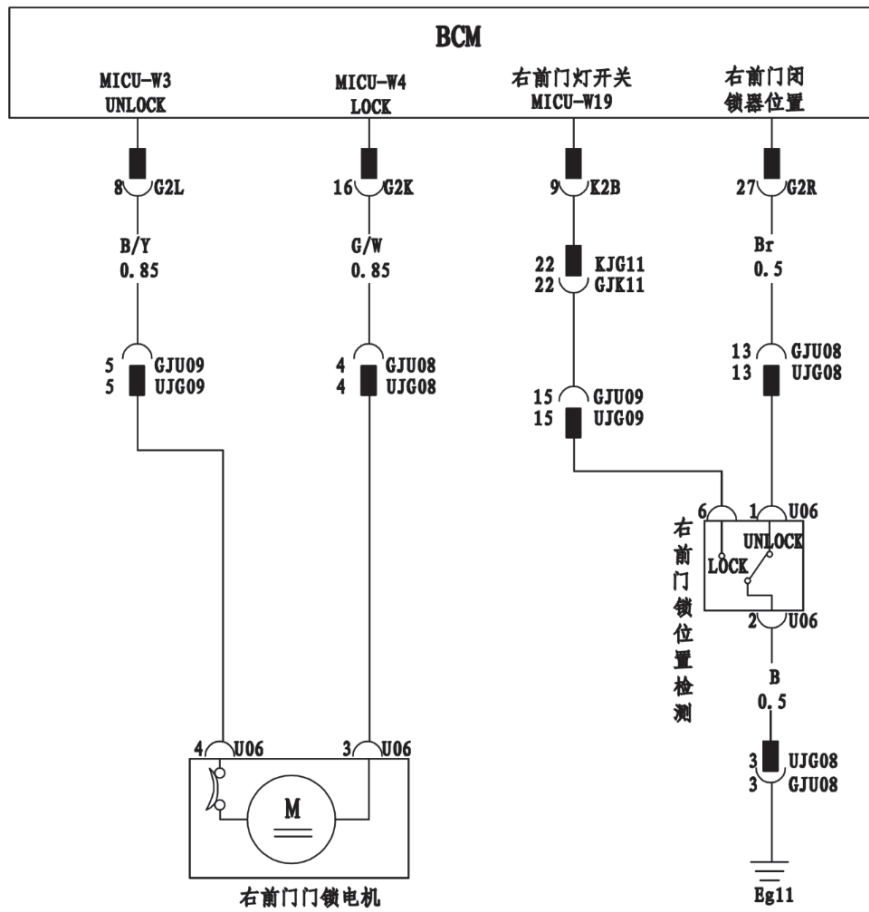 BCM
MICU-W3
UNLOCK
MICU-W4
LOCK
右前门灯开关
MICU-W19
右前门闭
锁器位置
8 G2L
16 G2K
9 K2B
27 G2R
B/Y
0.85
G/W
0.85
22 KJG11
22 GJK11
Br
0.5
5 GJU09
5 UJG09
4 GJU08
4 UJG08
15 GJU09
15 UJG09
13 GJU08
13 UJG08
6
1 U06
UNLOCK
LOCK
右前门锁位置检测
2 U06
B
0.5
4 U06
3 U06
3 UJG08
3 GJU08
M
右前门门锁电机
Eg11